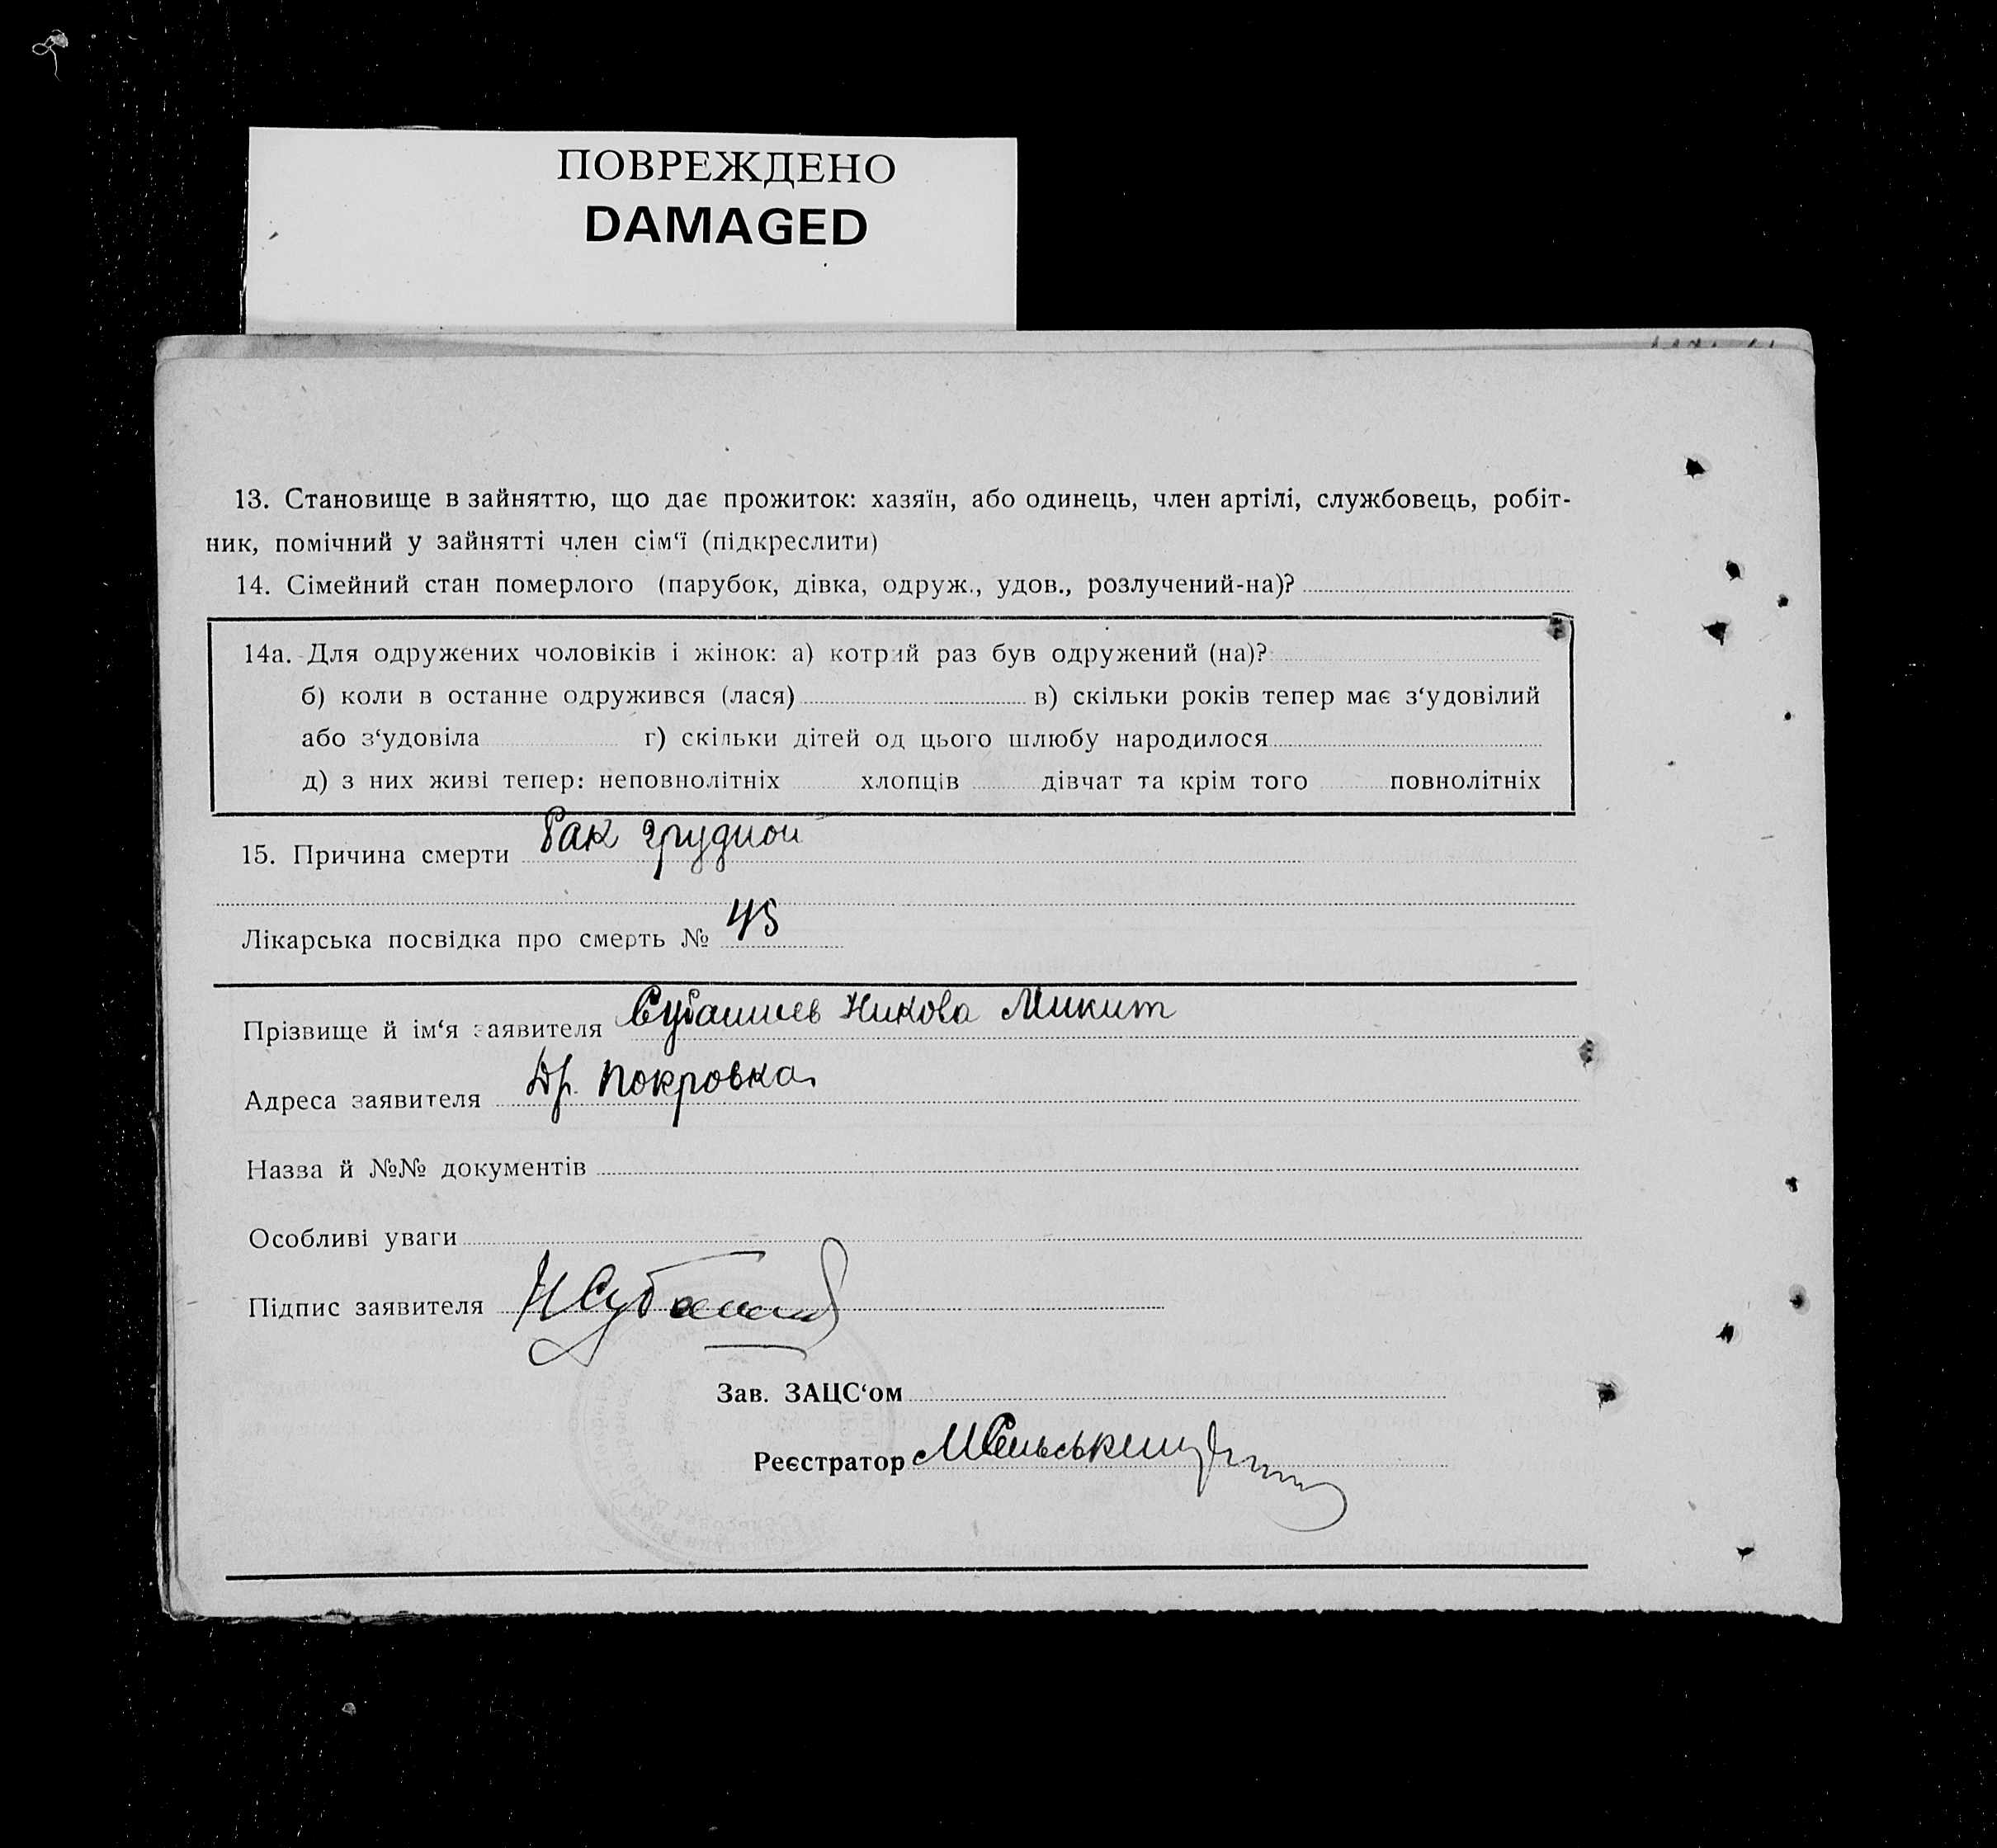 ПОВРЕЖДЕНО
DAMAGED
13. Становище в зайняттю, що дає прожиток: хазяїн, або одинець, член артілі, службовець, робіт-
ник, помічний у зайнятті член сім‘ї (підкреслити)
14. Сімейний стан померлого (парубок, дівка, одруж., удов., розлучений-на)?
14а. Для одружених чоловіків і жінок: а) котрий раз був одружений (на)?
б) коли в останне одружився (лася) в) скільки років тепер має з‘удовілий
або з‘удовіла г) скільки дітей од цього шлюбу народилося
д) з них живі тепер: неповнолітніх хлопців дівчат та крім того повнолітніх
15. Причина смерти Рак грудной
Лікарська посвідка про смерть № 45
Прізвище й ім‘я заявителя Микит
Адреса заявителя Др. Покровка
Назва й №№ документів
Особливі уваги
Підпис заявителя
Зав. ЗАЦС‘ом
Реєстратор